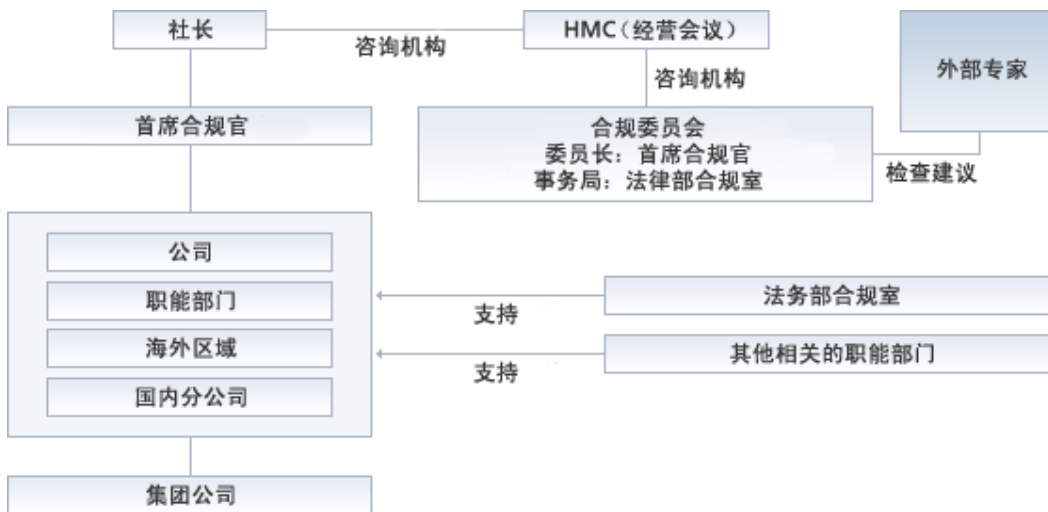 社长
咨询机构
HMC（经营会议）
外部专家
咨询机构
首席合规官
合规委员会
委员长：首席合规官
事务局：法律部合规室
检查建议
公司
职能部门
海外区域
国内分公司
支持
法务部合规室
支持
其他相关的职能部门
集团公司